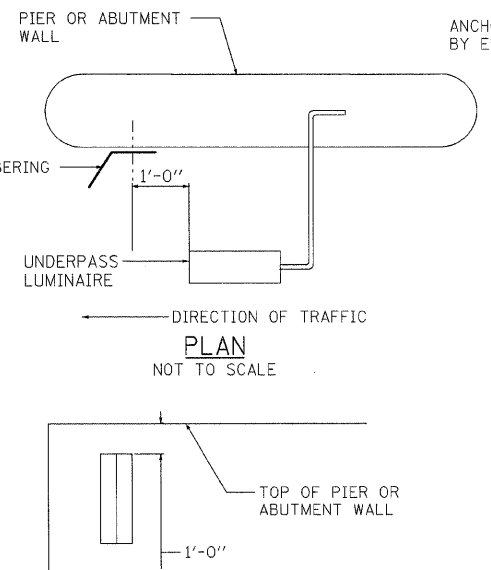 PIER OR ABUTMENT
WALL
BY E
1'-0"
UNDERPASS
LUMINAIRE
DIRECTION OF TRAFFIC
PLAN
NOT TO SCALE
TOP OF PIER OR
ABUTMENT WALL
1'-0"